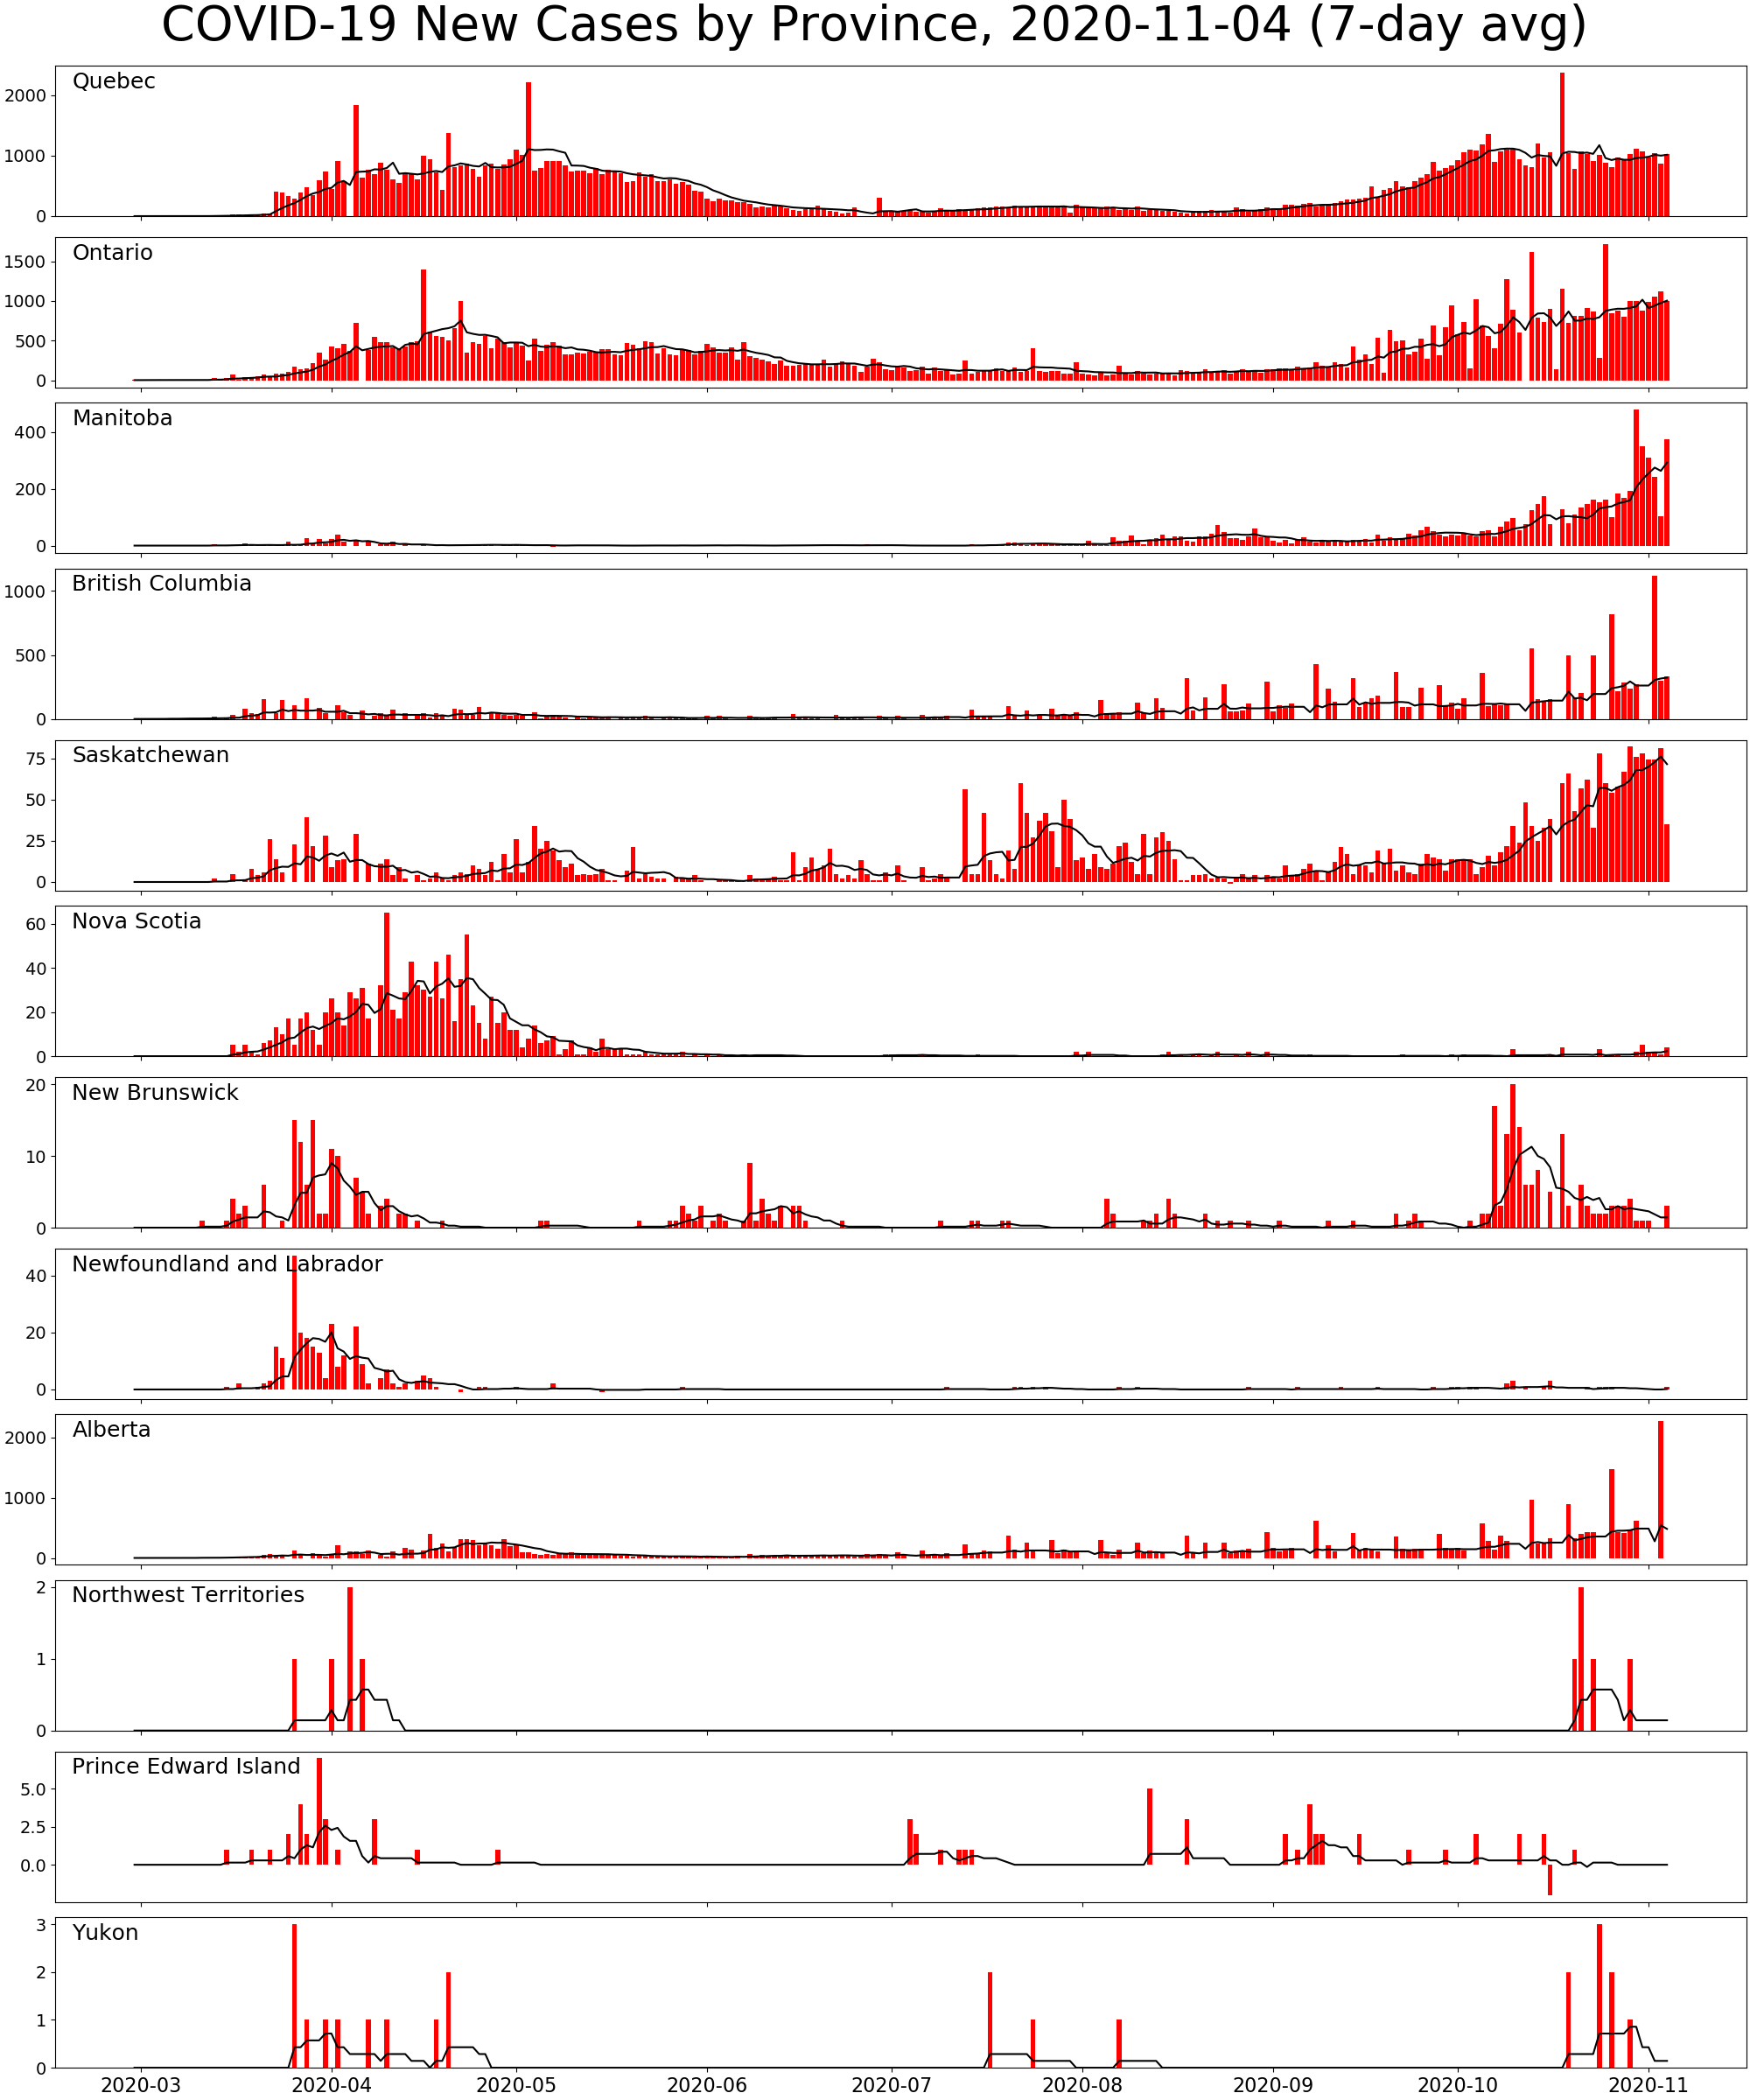 COVID-19 New Cases by Province, 2020-11-04 (7-day avg)
Quebec
2000
1000
0
Ontario
1500
1000
500
0
Manitoba
400
200
0
British Columbia
1000
500
0
Saskatchewan
75
50
25
0
Nova Scotia
60
40
20
0
New Brunswick
20
10
0
Newfoundland and Labrador
40
20
0
Alberta
2000
1000
0
Northwest Territories
2
1
0
Prince Edward Island
5.0
2.5
0.0
Yukon
3
2
1
0
2020-03 2020-04 2020-05 2020-06 2020-07 2020-08 2020-09 2020-10 2020-11